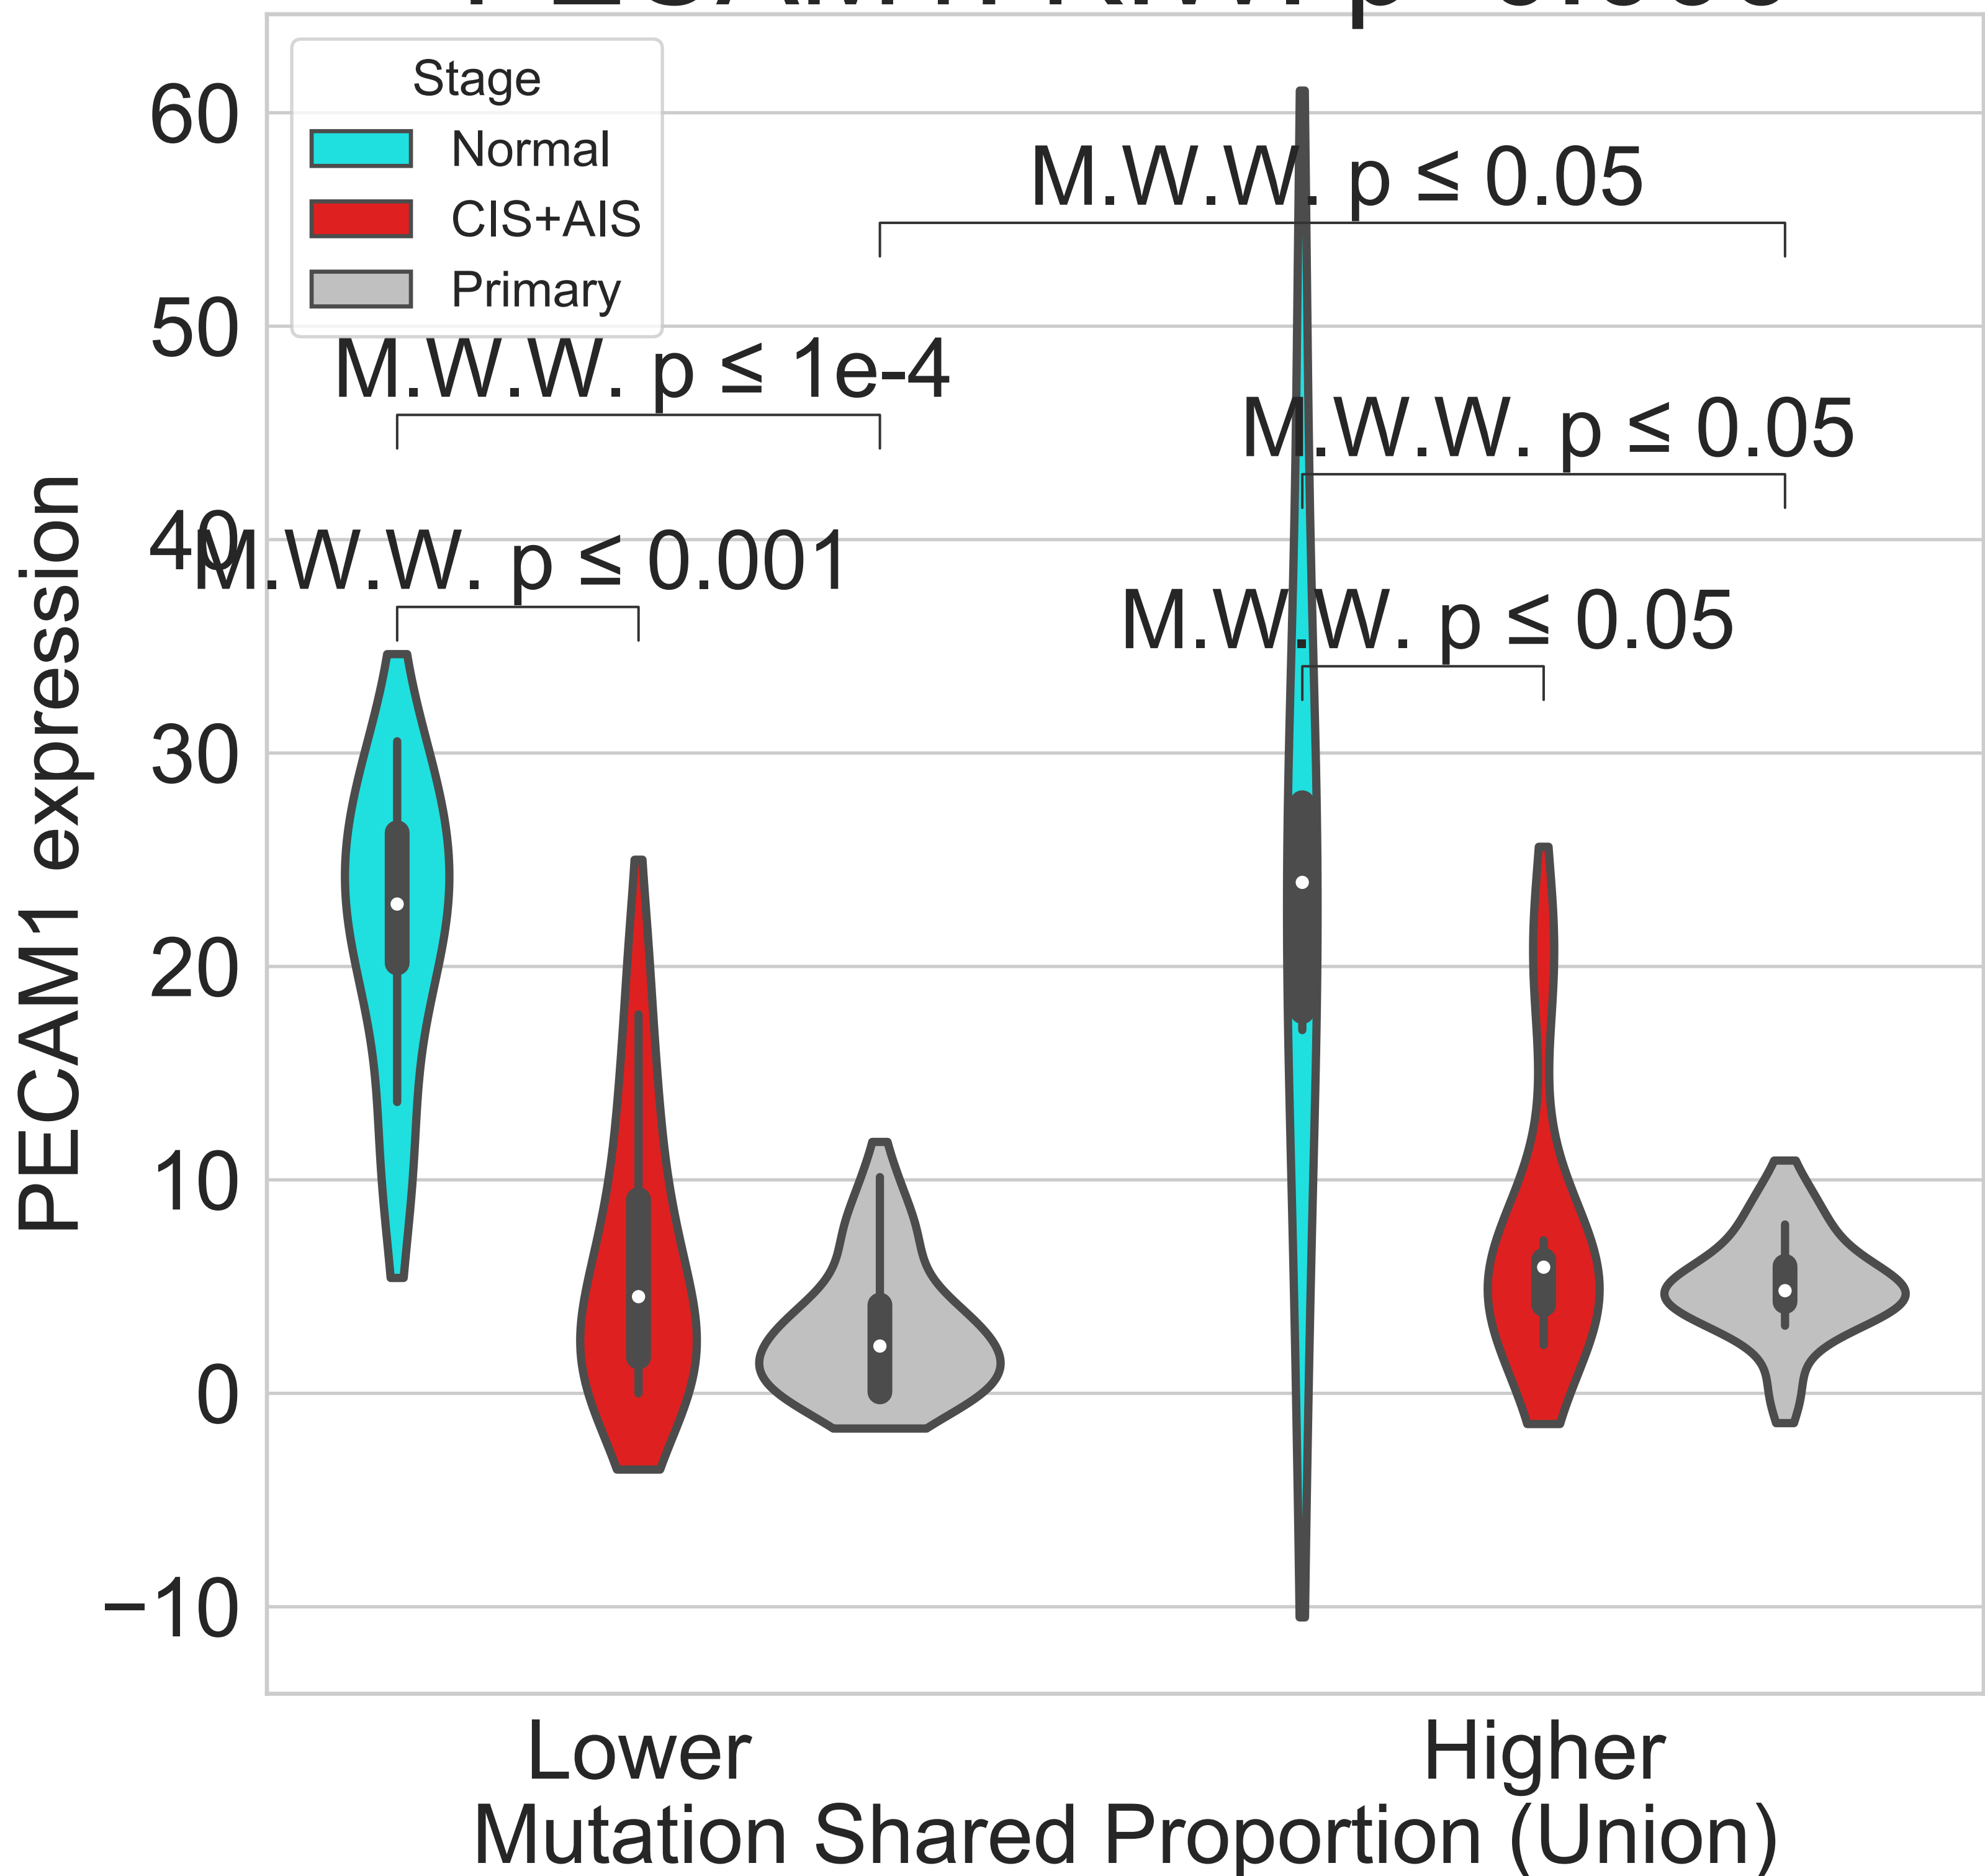 Stage
Normal
CIS+AIS
Primary
60
50
40
30
20
10
0
−10
PECAM1 expression
M.W.W. p ≤ 0.05
M.W.W. p ≤ 1e-4
M.W.W. p ≤ 0.05
M.W.W. p ≤ 0.001
M.W.W. p ≤ 0.05
Lower
Higher
Mutation Shared Proportion (Union)